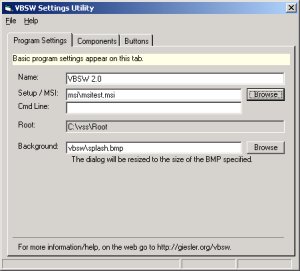 VBSW Settings Utility
File Help
Program Settings Components Buttons
Basic program settings appear on this tab.
Name: VBSW 2.0
Setup / MSI: msi\msitest.msi Browse
Cmd Line:
Root: C:\vss\Root
Background: vbsw\splash.bmp Browse
The dialog will be resized to the size of the BMP specified.
For more information/help, on the web go to http://giesler.org/vbsw.